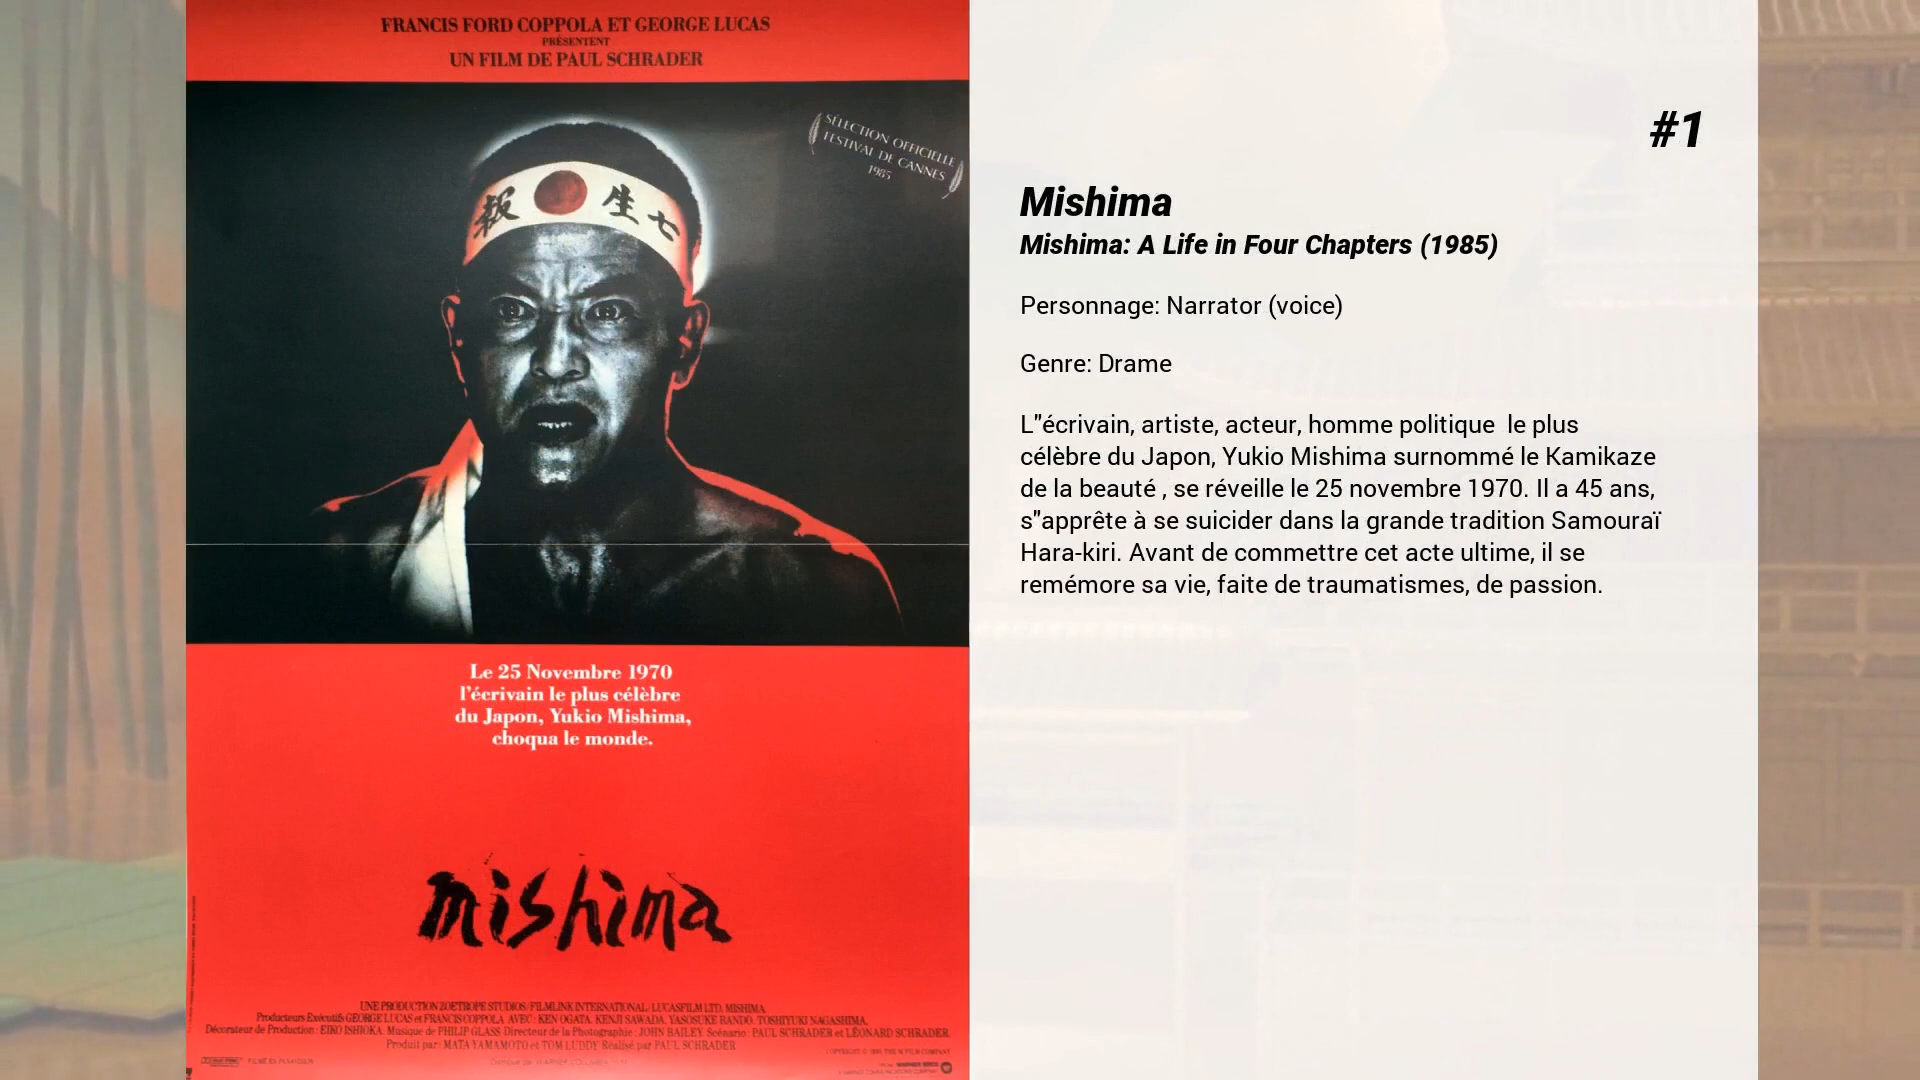 FRANCIS FORD COPPOLA ET GEORGE LUCAS
PRÉSENTENT
UN FILM DE PAUL SCHRADER
SÉLECTION OFFICIELLE
FESTIVAL DE CANNES
1985
報 生 七
Le 25 Novembre 1970
l'écrivain le plus célèbre
du Japon, Yukio Mishima,
choqua le monde.
mishima
UNE PRODUCTION ZOETROPE STUDIOS/FILMLINK INTERNATIONAL/LUCASFILM LTD. MISHIMA
Producteurs Exécutifs GEORGE LUCAS et FRANCIS COPPOLA AVEC: KEN OGATA. KENJI SAWADA. YASOSUKE BANDO. TOSHIYUKI NAGASHIMA.
Décorateur de Production: EIKO ISHIOKA. Musique de PHILIP GLASS Directeur de la Photographie: JOHN BAILEY. Scénario: PAUL SCHRADER et LÉONARD SCHRADER.
Produit par: MATA YAMAMOTO et TOM LUDDY Réalisé par PAUL SCHRADER
#1
Mishima
Mishima: A Life in Four Chapters (1985)
Personnage: Narrator (voice)
Genre: Drame
L"écrivain, artiste, acteur, homme politique  le plus
célèbre du Japon, Yukio Mishima surnommé le Kamikaze
de la beauté , se réveille le 25 novembre 1970. Il a 45 ans,
s"apprête à se suicider dans la grande tradition Samouraï
Hara-kiri. Avant de commettre cet acte ultime, il se
remémore sa vie, faite de traumatismes, de passion.